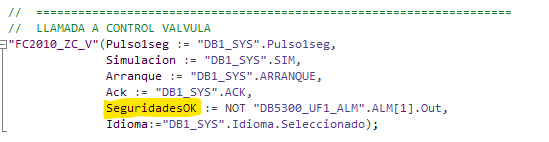 // ====================================================================
// LLAMADA A CONTROL VALVULA
"FC2010_ZC_V"(Pulso1seg := "DB1_SYS".Pulso1seg,
Simulacion := "DB1_SYS".SIM,
Arranque := "DB1_SYS".ARRANQUE,
Ack := "DB1_SYS".ACK,
SeguridadesOK := NOT "DB5300_UF1_ALM".ALM[1].Out,
Idioma:="DB1_SYS".Idioma.Seleccionado);